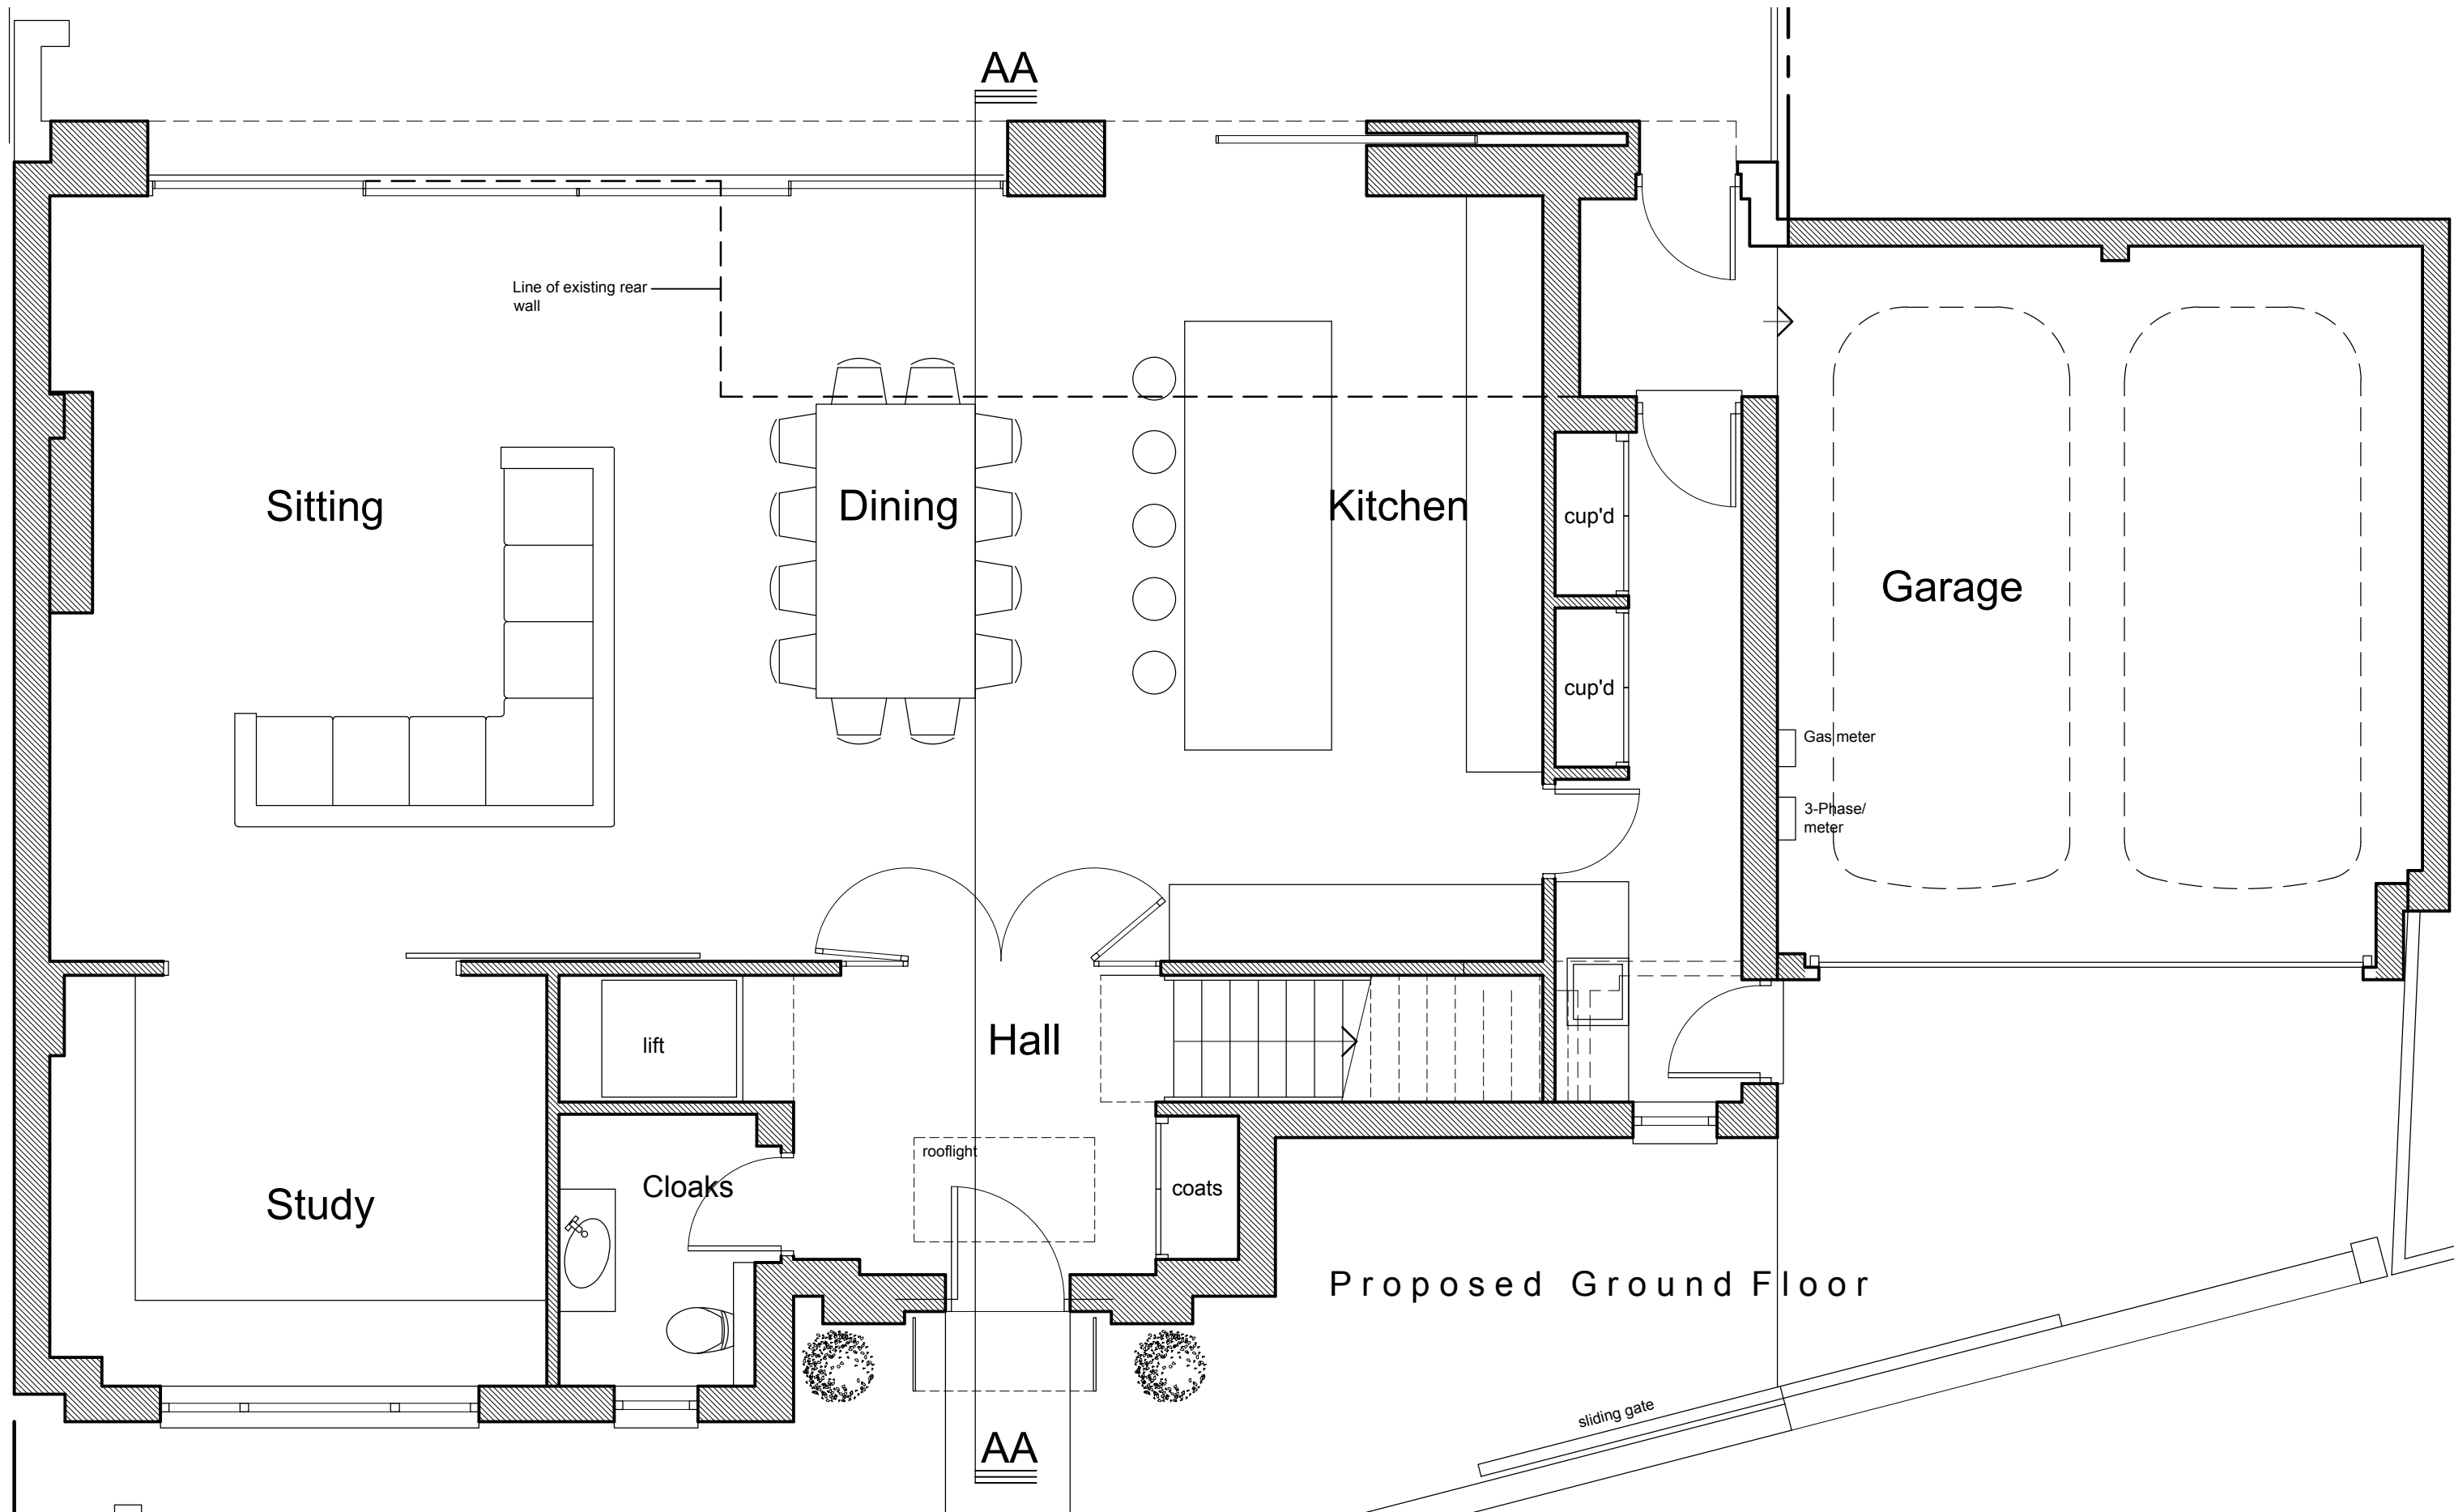 AA
Line of existing rear
wall
Sitting
Dining
Kitchen
cup'd
Garage
cup'd
Gas meter
3-Phase/
meter
Hall
lift
rooflight
Cloaks
coats
Study
Proposed Ground Floor
sliding gate
AA